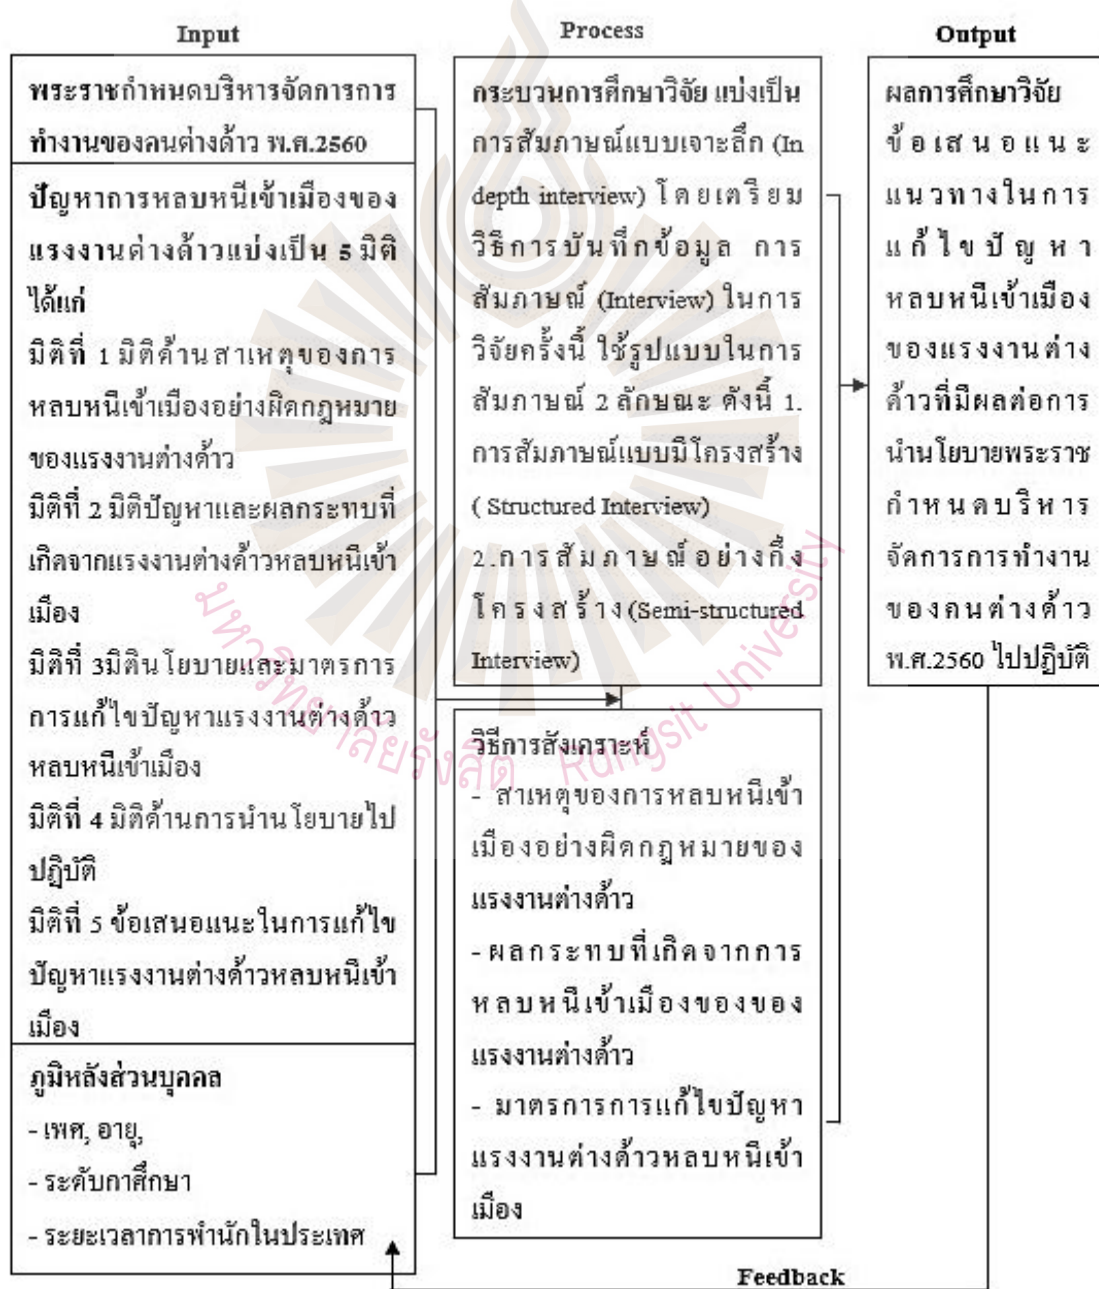 Input
พระราชกำหนดบริหารจัดการการ
ทำงานของคนต่างด้าว พ.ศ.2560
ปัญหาการหลบหนีเข้าเมืองของ
แรงงานต่างด้าวแบ่งเป็น 5 มิติ
ได้แก่
มิติที่ 1 มิติด้านสาเหตุของการ
หลบหนีเข้าเมืองอย่างผิดกฎหมาย
ของแรงงานต่างด้าว
มิติที่ 2 มิติปัญหาและผลกระทบที่
เกิดจากแรงงานต่างด้าวหลบหนีเข้า
เมือง
มิติที่ 3มิตินโยบายและมาตรการ
การแก้ไขปัญหาแรงงานต่างด้าว
หลบหนีเข้าเมือง
มิติที่ 4 มิติด้านการนำนโยบายไป
ปฏิบัติ
มิติที่ 5 ข้อเสนอแนะในการแก้ไข
ปัญหาแรงงานต่างด้าวหลบหนีเข้า
เมือง
ภูมิหลังส่วนบุคคล
- เพศ, อายุ,
- ระดับกาศึกษา
- ระยะเวลาการพำนักในประเทศ
Process
กระบวนการศึกษาวิจัย แบ่งเป็น
การสัมภาษณ์แบบเจาะลึก (In
depth interview) โดยเตรียม
วิธีการบันทึกข้อมูล การ
สัมภาษณ์ (Interview) ในการ
วิจัยครั้งนี้ ใช้รูปแบบในการ
สัมภาษณ์ 2 ลักษณะ ดังนี้ 1.
การสัมภาษณ์แบบมีโครงสร้าง
( Structured Interview)
2.การสัมภาษณ์อย่างกึ่ง
โครงสร้าง(Semi-structured
Interview)
วิธีการสังเคราะห์
- สาเหตุของการหลบหนีเข้า
เมืองอย่างผิดกฎหมายของ
แรงงานต่างด้าว
- ผลกระทบที่เกิดจากการ
หลบหนีเข้าเมืองของของ
แรงงานต่างด้าว
- มาตรการการแก้ไขปัญหา
แรงงานต่างด้าวหลบหนีเข้า
เมือง
Output
ผลการศึกษาวิจัย
ข้อเสนอแนะ
แนวทางในการ
แก้ไขปัญหา
หลบหนีเข้าเมือง
ของแรงงานต่าง
ด้าวที่มีผลต่อการ
นำนโยบายพระราช
กำหนดบริหาร
จัดการการทำงาน
ของคนต่างด้าว
พ.ศ.2560 ไปปฏิบัติ
Feedback
มหาวิทยาลัยรังสิต Rangsit University